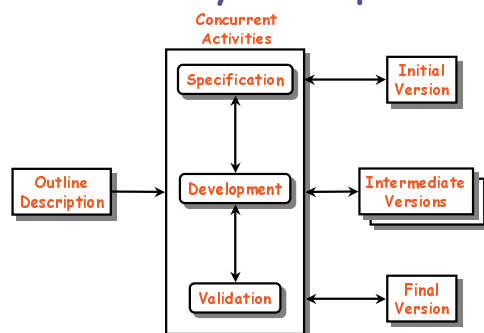 Concurrent
Activities
Specification
Initial
Version
Outline
Description
Development
Intermediate
Versions
Validation
Final
Version